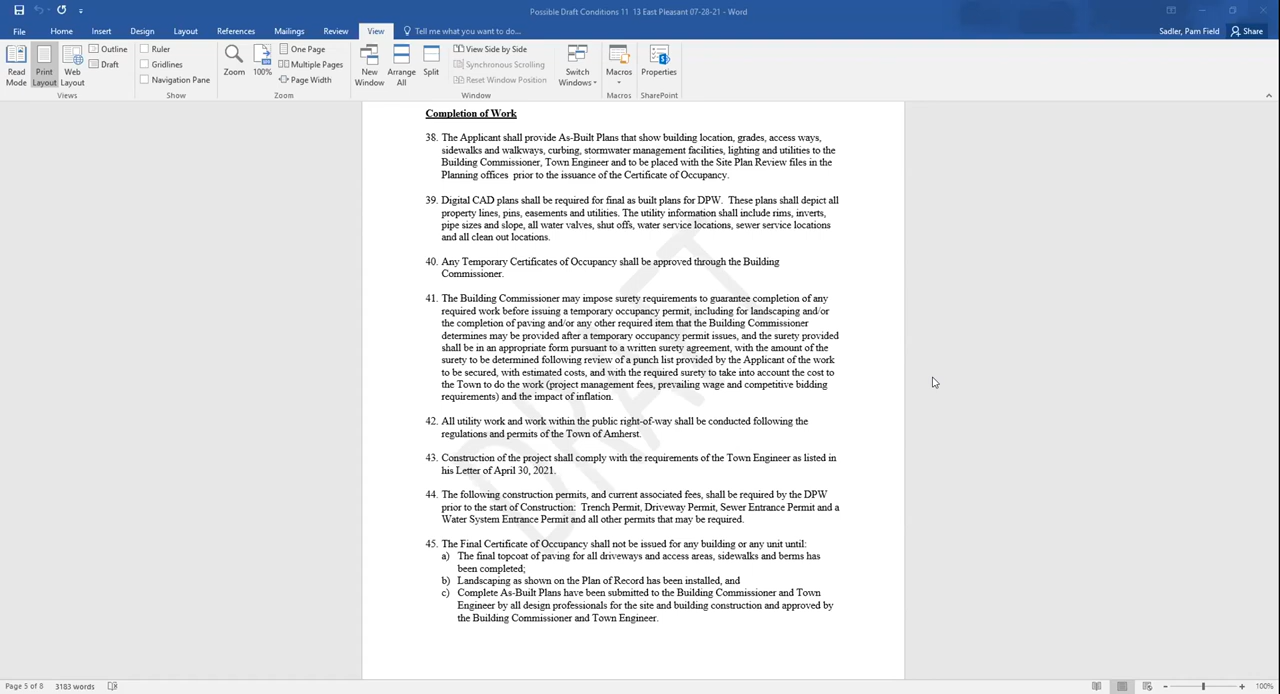 Possible Draft Conditions 11 13 East Pleasant 07-28-21 - Word
File Home Insert Design Layout References Mailings Review View Tell me what you want to do... Sadler, Pam Field Share
Read Mode
Print Layout
Web Layout
Outline
Draft
Views
Ruler
Gridlines
Navigation Pane
Show
Zoom
100%
One Page
Multiple Pages
Page Width
Zoom
New Window
Arrange All
Split
View Side by Side
Synchronous Scrolling
Reset Window Position
Window
Switch Windows
Macros
Macros
Properties
SharePoint
Completion of Work
38. The Applicant shall provide As-Built Plans that show building location, grades, access ways,
sidewalks and walkways, curbing, stormwater management facilities, lighting and utilities to the
Building Commissioner, Town Engineer and to be placed with the Site Plan Review files in the
Planning offices prior to the issuance of the Certificate of Occupancy.
39. Digital CAD plans shall be required for final as built plans for DPW. These plans shall depict all
property lines, pins, easements and utilities. The utility information shall include rims, inverts,
pipe sizes and slope, all water valves, shut offs, water service locations, sewer service locations
and all clean out locations.
40. Any Temporary Certificates of Occupancy shall be approved through the Building
Commissioner.
41. The Building Commissioner may impose surety requirements to guarantee completion of any
required work before issuing a temporary occupancy permit, including for landscaping and/or
the completion of paving and/or any other required item that the Building Commissioner
determines may be provided after a temporary occupancy permit issues, and the surety provided
shall be in an appropriate form pursuant to a written surety agreement, with the amount of the
surety to be determined following review of a punch list provided by the Applicant of the work
to be secured, with estimated costs, and with the required surety to take into account the cost to
the Town to do the work (project management fees, prevailing wage and competitive bidding
requirements) and the impact of inflation.
42. All utility work and work within the public right-of-way shall be conducted following the
regulations and permits of the Town of Amherst.
43. Construction of the project shall comply with the requirements of the Town Engineer as listed in
his Letter of April 30, 2021.
44. The following construction permits, and current associated fees, shall be required by the DPW
prior to the start of Construction: Trench Permit, Driveway Permit, Sewer Entrance Permit and a
Water System Entrance Permit and all other permits that may be required.
45. The Final Certificate of Occupancy shall not be issued for any building or any unit until:
a) The final topcoat of paving for all driveways and access areas, sidewalks and berms has
been completed;
b) Landscaping as shown on the Plan of Record has been installed, and
c) Complete As-Built Plans have been submitted to the Building Commissioner and Town
Engineer by all design professionals for the site and building construction and approved by
the Building Commissioner and Town Engineer.
DRAFT
Page 5 of 8 3183 words 100%